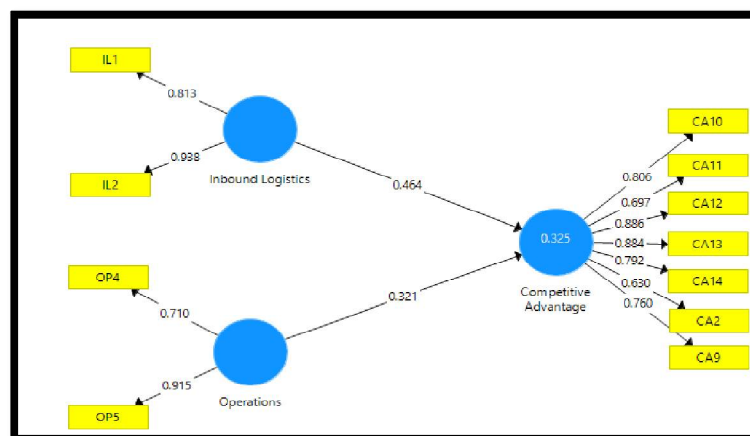 IL1
0.813
0.938
IL2
Inbound Logistics
0.464
OP4
0.710
0.915
OP5
Operations
0.321
0.325
Competitive
Advantage
0.806
0.697
0.886
0.884
0.792
0.630
0.760
CA10
CA11
CA12
CA13
CA14
CA2
CA9